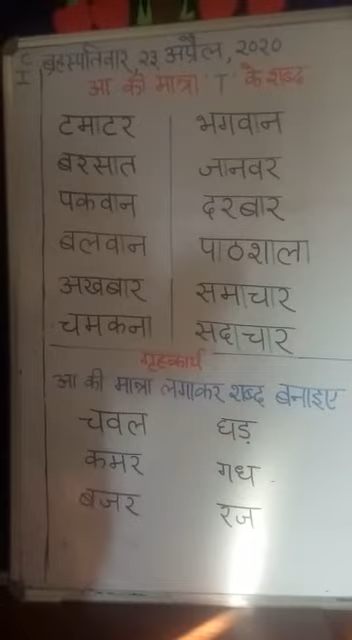 बृहस्पतिवार, २३ अप्रैल, २०२०
आ की मात्रा 'ा' के शब्द
टमाटर भगवान
बरसात जानवर
पकवान दरबार
बलवान पाठशाला
अखबार समाचार
चमकना सदाचार
गृहकार्य
आ की मात्रा लगाकर शब्द बनाइए
चवल घड़
कमर गध
बजर रज